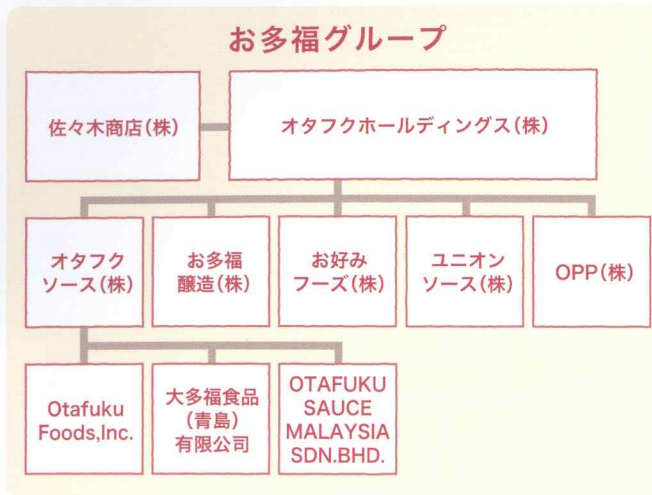 お多福グループ
佐々木商店(株)
オタフクホールディングス(株)
オタフク
ソース(株)
お多福
醸造(株)
お好み
フーズ(株)
ユニオン
ソース(株)
OPP(株)
Otafuku
Foods,Inc.
大多福食品
(青島)
有限公司
OTAFUKU
SAUCE
MALAYSIA
SDN.BHD.